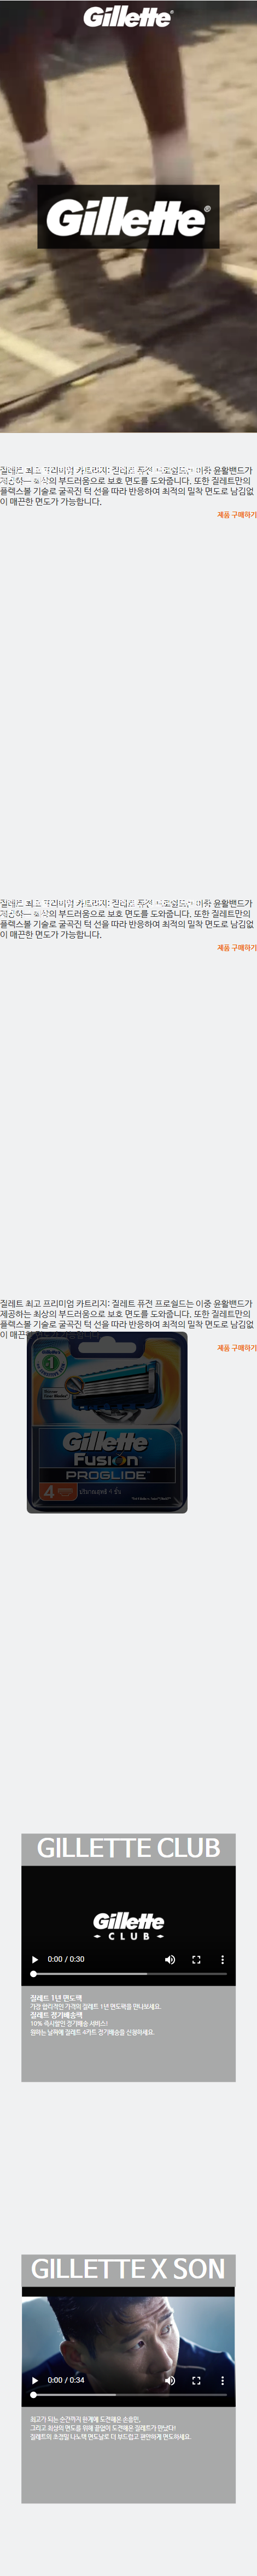 Gillette
Gillette
질레트 최고 프리미엄 카트리지: 질레트 퓨전 프로쉴드는 이중 윤활밴드가
제공하는 최상의 부드러움으로 보호 면도를 도와줍니다. 또한 질레트만의
플렉스볼 기술로 굴곡진 턱 선을 따라 반응하여 최적의 밀착 면도로 남김없
이 매끈한 면도가 가능합니다.
제품 구매하기
질레트 최고 프리미엄 카트리지: 질레트 퓨전 프로쉴드는 이중 윤활밴드가
제공하는 최상의 부드러움으로 보호 면도를 도와줍니다. 또한 질레트만의
플렉스볼 기술로 굴곡진 턱 선을 따라 반응하여 최적의 밀착 면도로 남김없
이 매끈한 면도가 가능합니다.
제품 구매하기
질레트 최고 프리미엄 카트리지: 질레트 퓨전 프로쉴드는 이중 윤활밴드가
제공하는 최상의 부드러움으로 보호 면도를 도와줍니다. 또한 질레트만의
플렉스볼 기술로 굴곡진 턱 선을 따라 반응하여 최적의 밀착 면도로 남김없
이 매끈한
제품 구매하기
Gillette
FUSION
PROGLIDE
4
GILLETTE CLUB
Gillette
CLUB
0:00 / 0:30
질레트 1년 면도팩
가장 합리적인 가격의 질레트 1년 면도팩을 만나보세요.
질레트 정기배송팩
10% 즉시할인 정기배송 서비스!
원하는 날짜에 질레트 4카트 정기배송을 신청하세요.
GILLETTE X SON
0:00 / 0:34
최고가 되는 순간까지 한계에 도전해온 손흥민,
그리고 최상의 면도를 위해 끝없이 도전해온 질레트가 만났다!
질레트의 초정밀 나노텍 면도날로 더 부드럽고 편안하게 면도하세요.